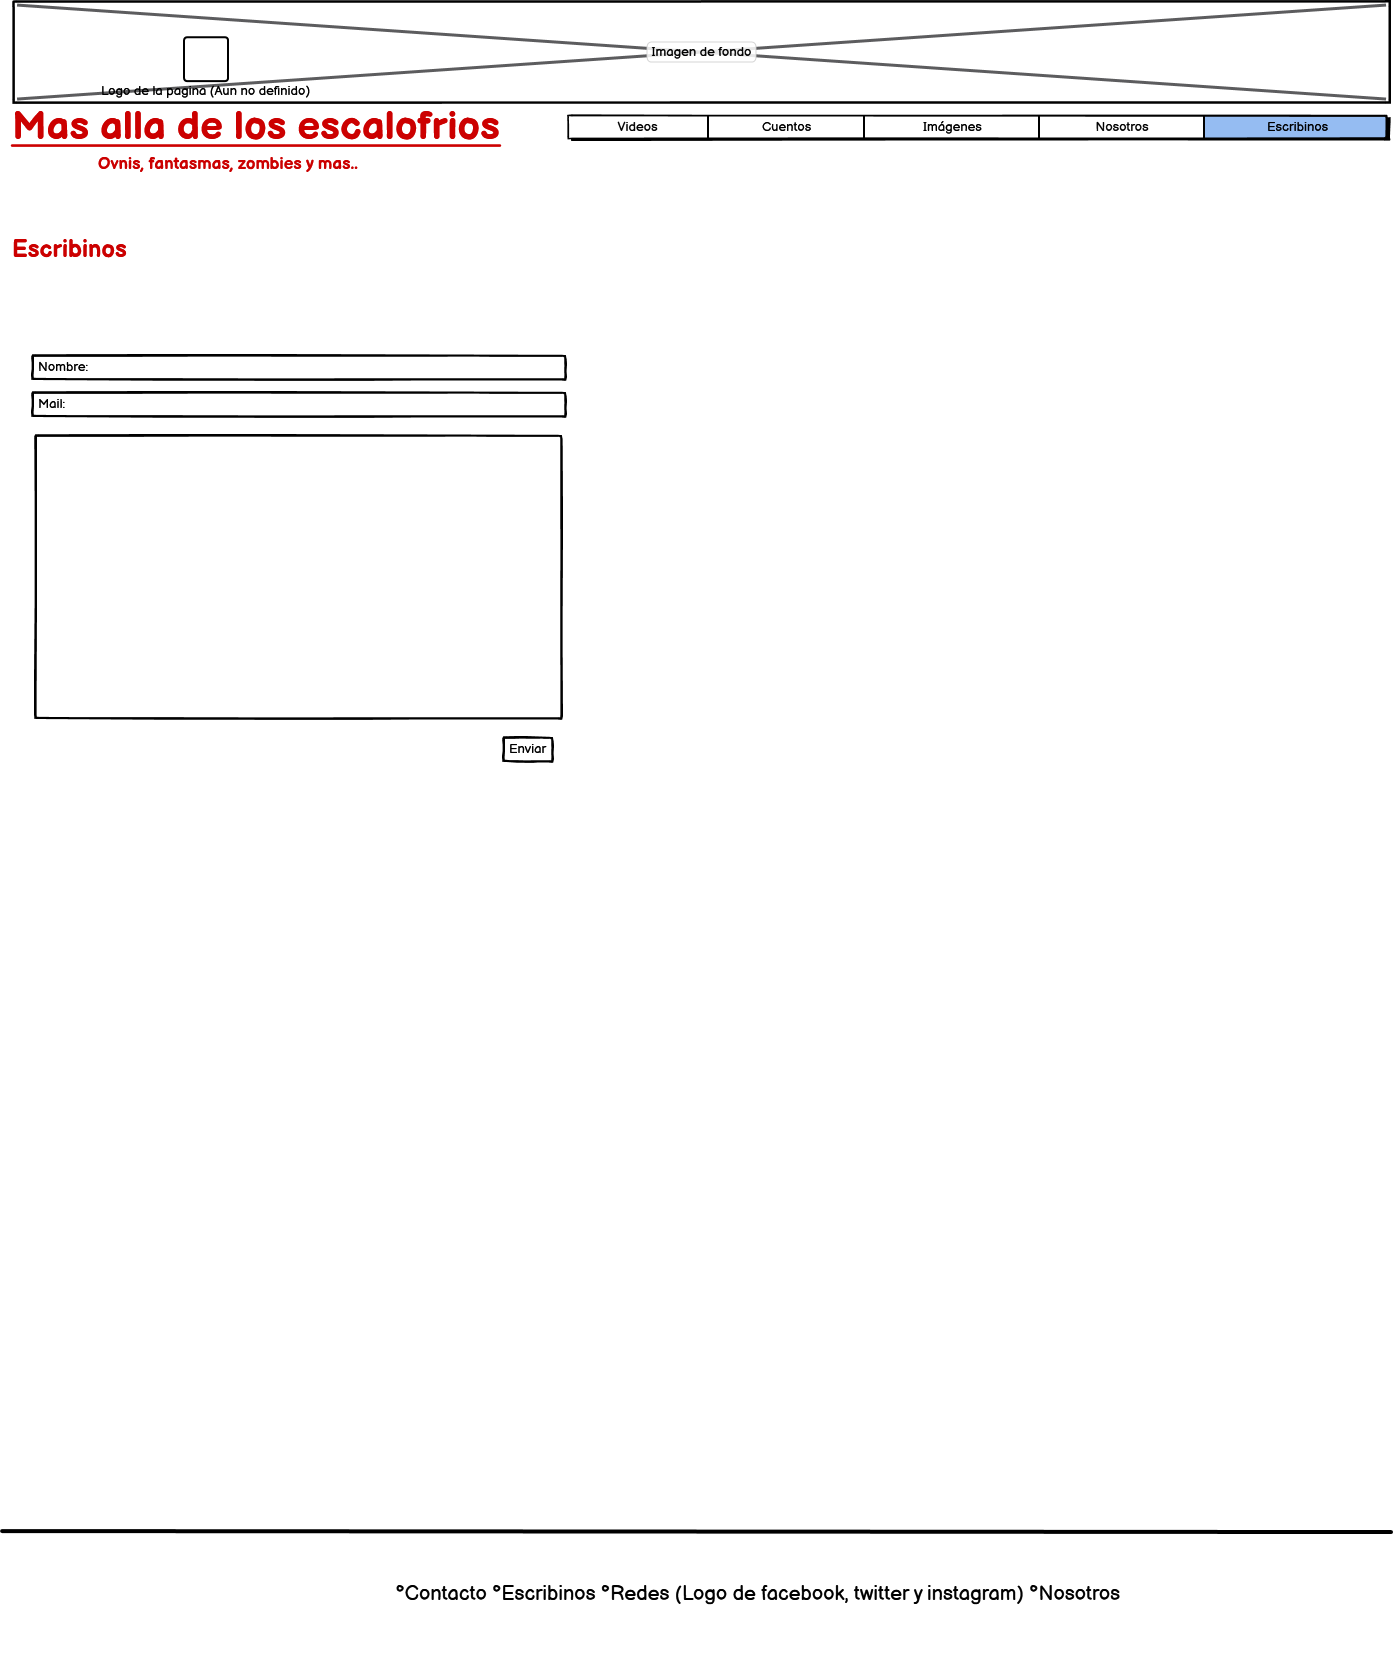 Imagen de fondo
Logo de la pagina (Aun no definido)
Mas alla de los escalofrios
Videos Cuentos Imágenes Nosotros Escribinos
Ovnis, fantasmas, zombies y mas..
Escribinos
Nombre:
Mail:
Enviar
°Contacto °Escribinos °Redes (Logo de facebook, twitter y instagram) °Nosotros